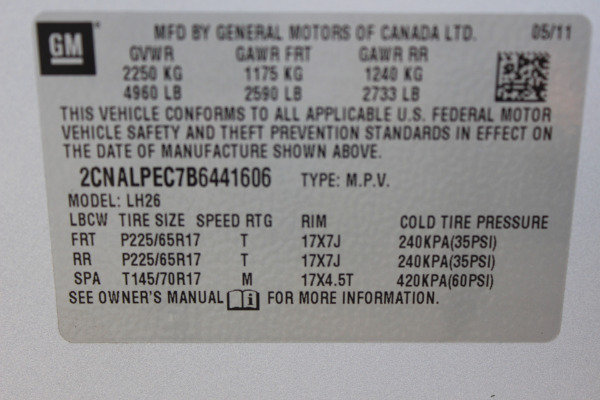 GM
MFD BY GENERAL MOTORS OF CANADA LTD. 05/11
GVWR GAWR FRT GAWR RR
2250 KG 1175 KG 1240 KG
4960 LB 2590 LB 2733 LB
THIS VEHICLE CONFORMS TO ALL APPLICABLE U.S. FEDERAL MOTOR
VEHICLE SAFETY AND THEFT PREVENTION STANDARDS IN EFFECT ON
THE DATE OF MANUFACTURE SHOWN ABOVE.
2CNALPEC7B6441606 TYPE: M.P.V.
MODEL: LH26
LBCW TIRE SIZE SPEED RTG RIM COLD TIRE PRESSURE
FRT P225/65R17 T 17X7J 240KPA(35PSI)
RR P225/65R17 T 17X7J 240KPA(35PSI)
SPA T145/70R17 M 17X4.5T 420KPA(60PSI)
SEE OWNER'S MANUAL FOR MORE INFORMATION.